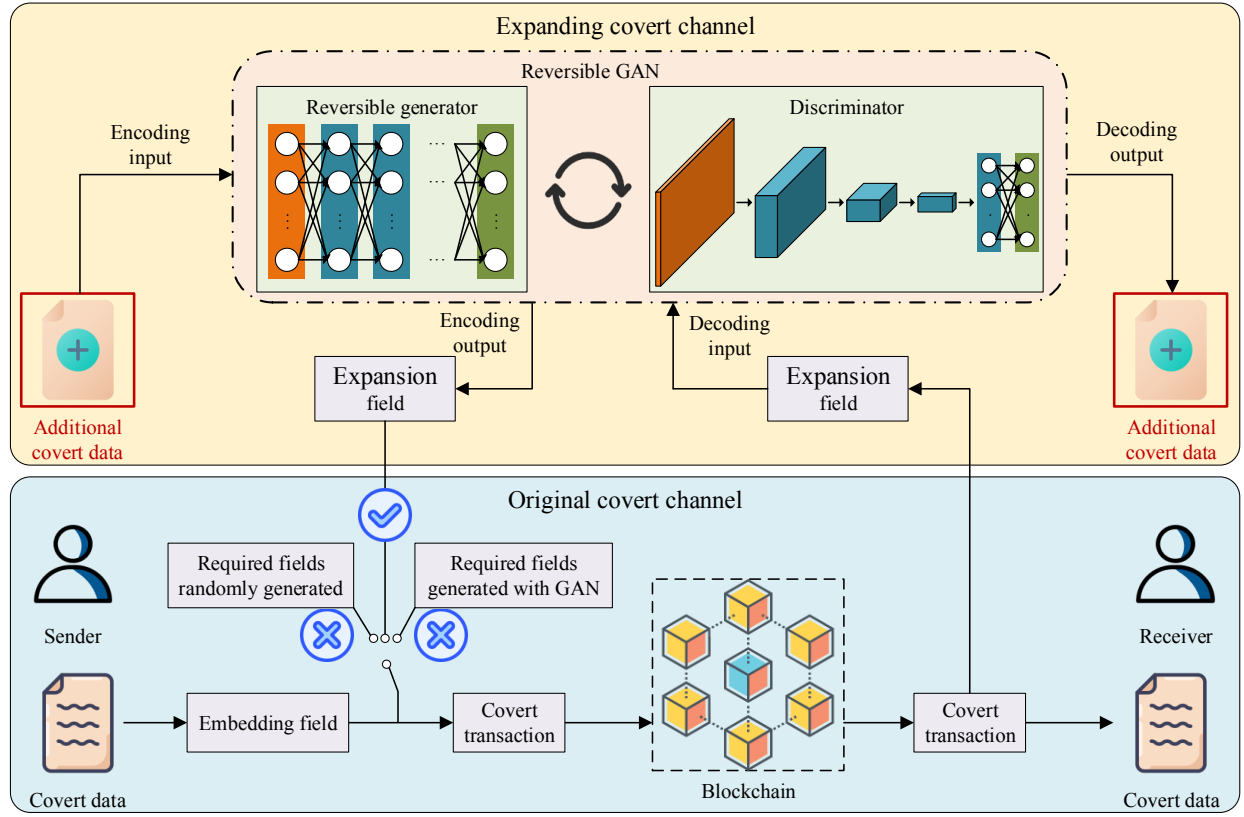 Expanding covert channel
Reversible GAN
Reversible generator
Discriminator
Encoding
input
Decoding
output
Encoding
output
Decoding
input
Expansion
field
Expansion
field
Additional
covert data
Additional
covert data
Original covert channel
Required fields
randomly generated
Required fields
generated with GAN
Sender
Receiver
Embedding field
Covert
transaction
Covert
transaction
Blockchain
Covert data
Covert data